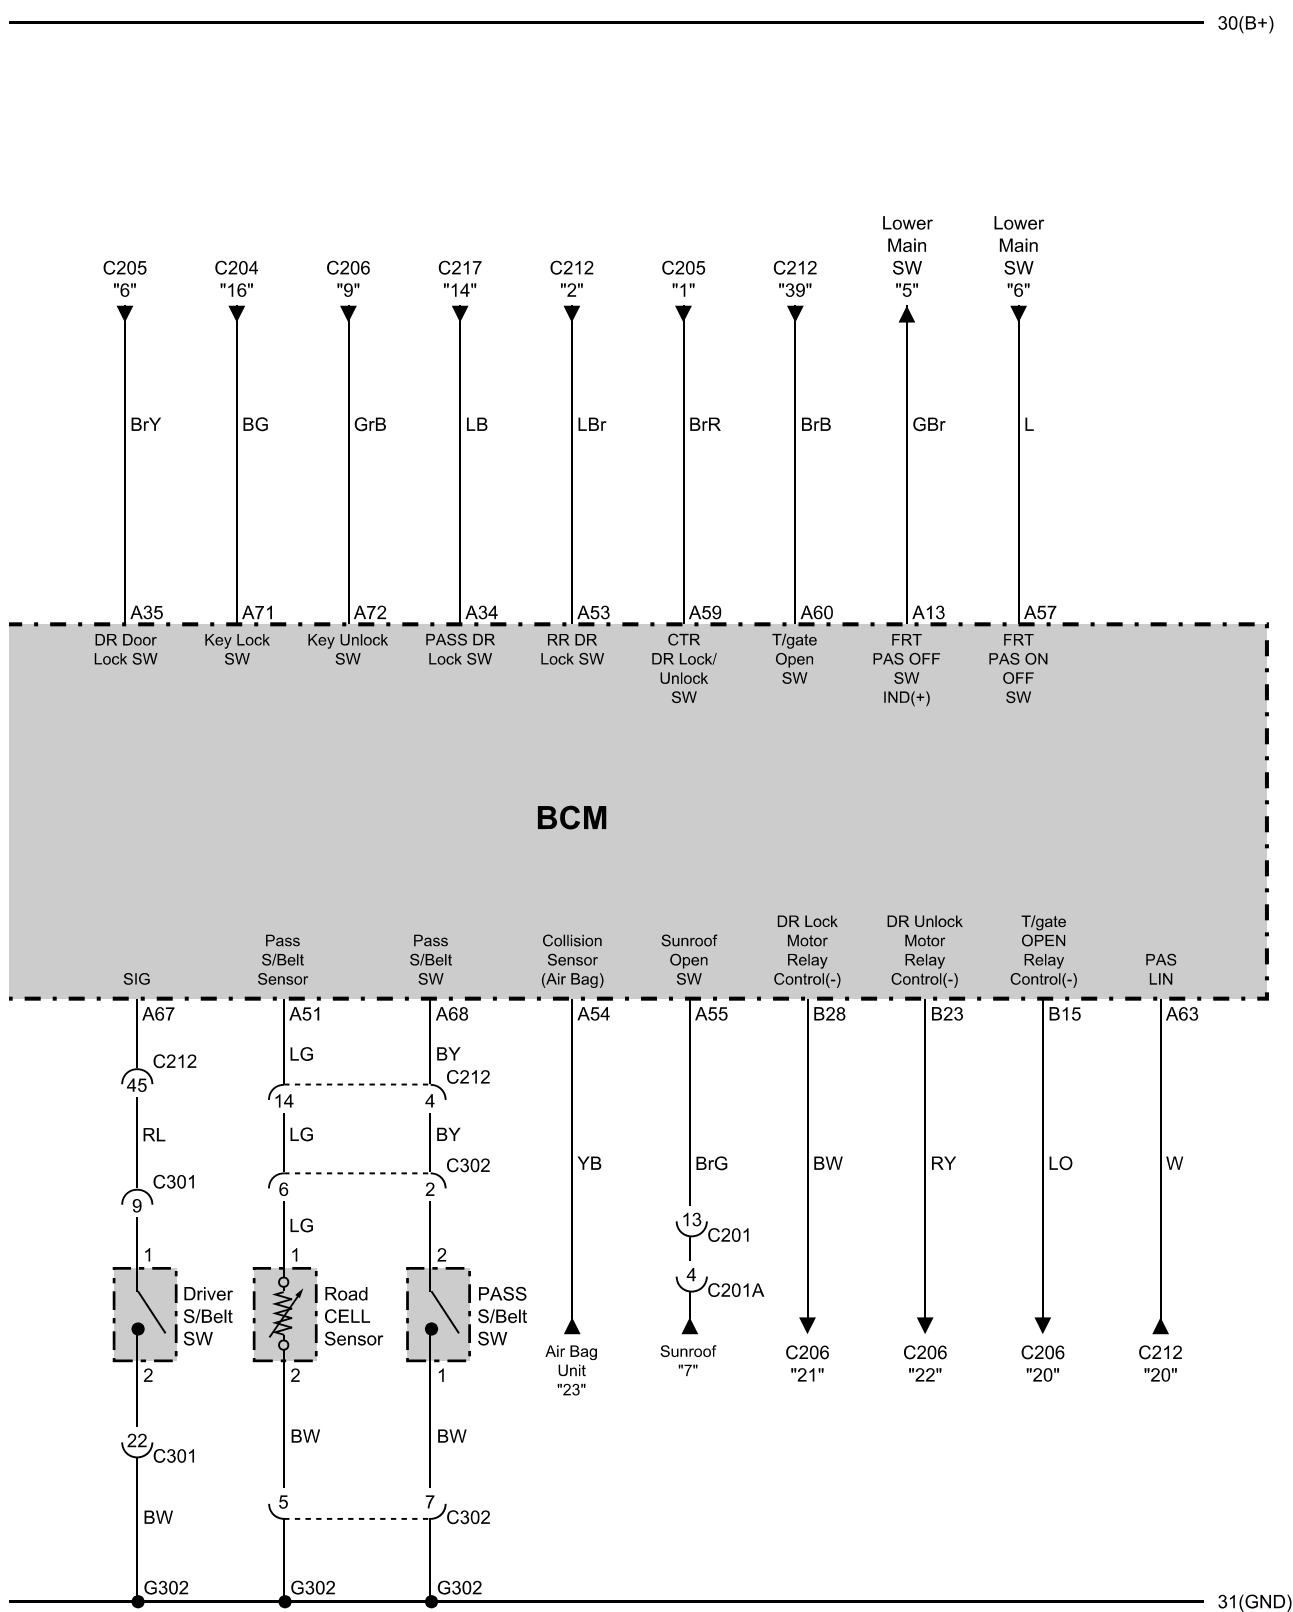 30(B+)
Lower Lower
Main Main
C205 C204 C206 C217 C212 C205 C212 SW SW
"6" "16" "9" "14" "2" "1" "39" "5" "6"
BrY BG GrB LB LBr BrR BrB GBr L
A35 A71 A72 A34 A53 A59 A60 A13 A57
DR Door Key Lock Key Unlock PASS DR RR DR CTR T/gate FRT FRT
Lock SW SW SW Lock SW Lock SW DR Lock/ Open PAS OFF PAS ON
Unlock SW SW OFF
SW IND(+) SW
BCM
DR Lock DR Unlock T/gate
Pass Pass Collision Sunroof Motor Motor OPEN
S/Belt S/Belt Sensor Open Relay Relay Relay PAS
SIG Sensor SW (Air Bag) SW Control(-) Control(-) Control(-) LIN
A67 A51 A68 A54 A55 B28 B23 B15 A63
LG BY
C212
45
C212
14 4
RL LG BY
YB BrG BW RY LO W
C302
C301
9 6 2
13
LG
C201
1 1 2
4
C201A
Driver Road PASS
S/Belt CELL S/Belt
SW Sensor SW
Air Bag Sunroof C206 C206 C206 C212
Unit "7" "21" "22" "20" "20"
"23"
2 2 1
BW BW
22
C301
5 7
BW C302
G302 G302 G302
31(GND)